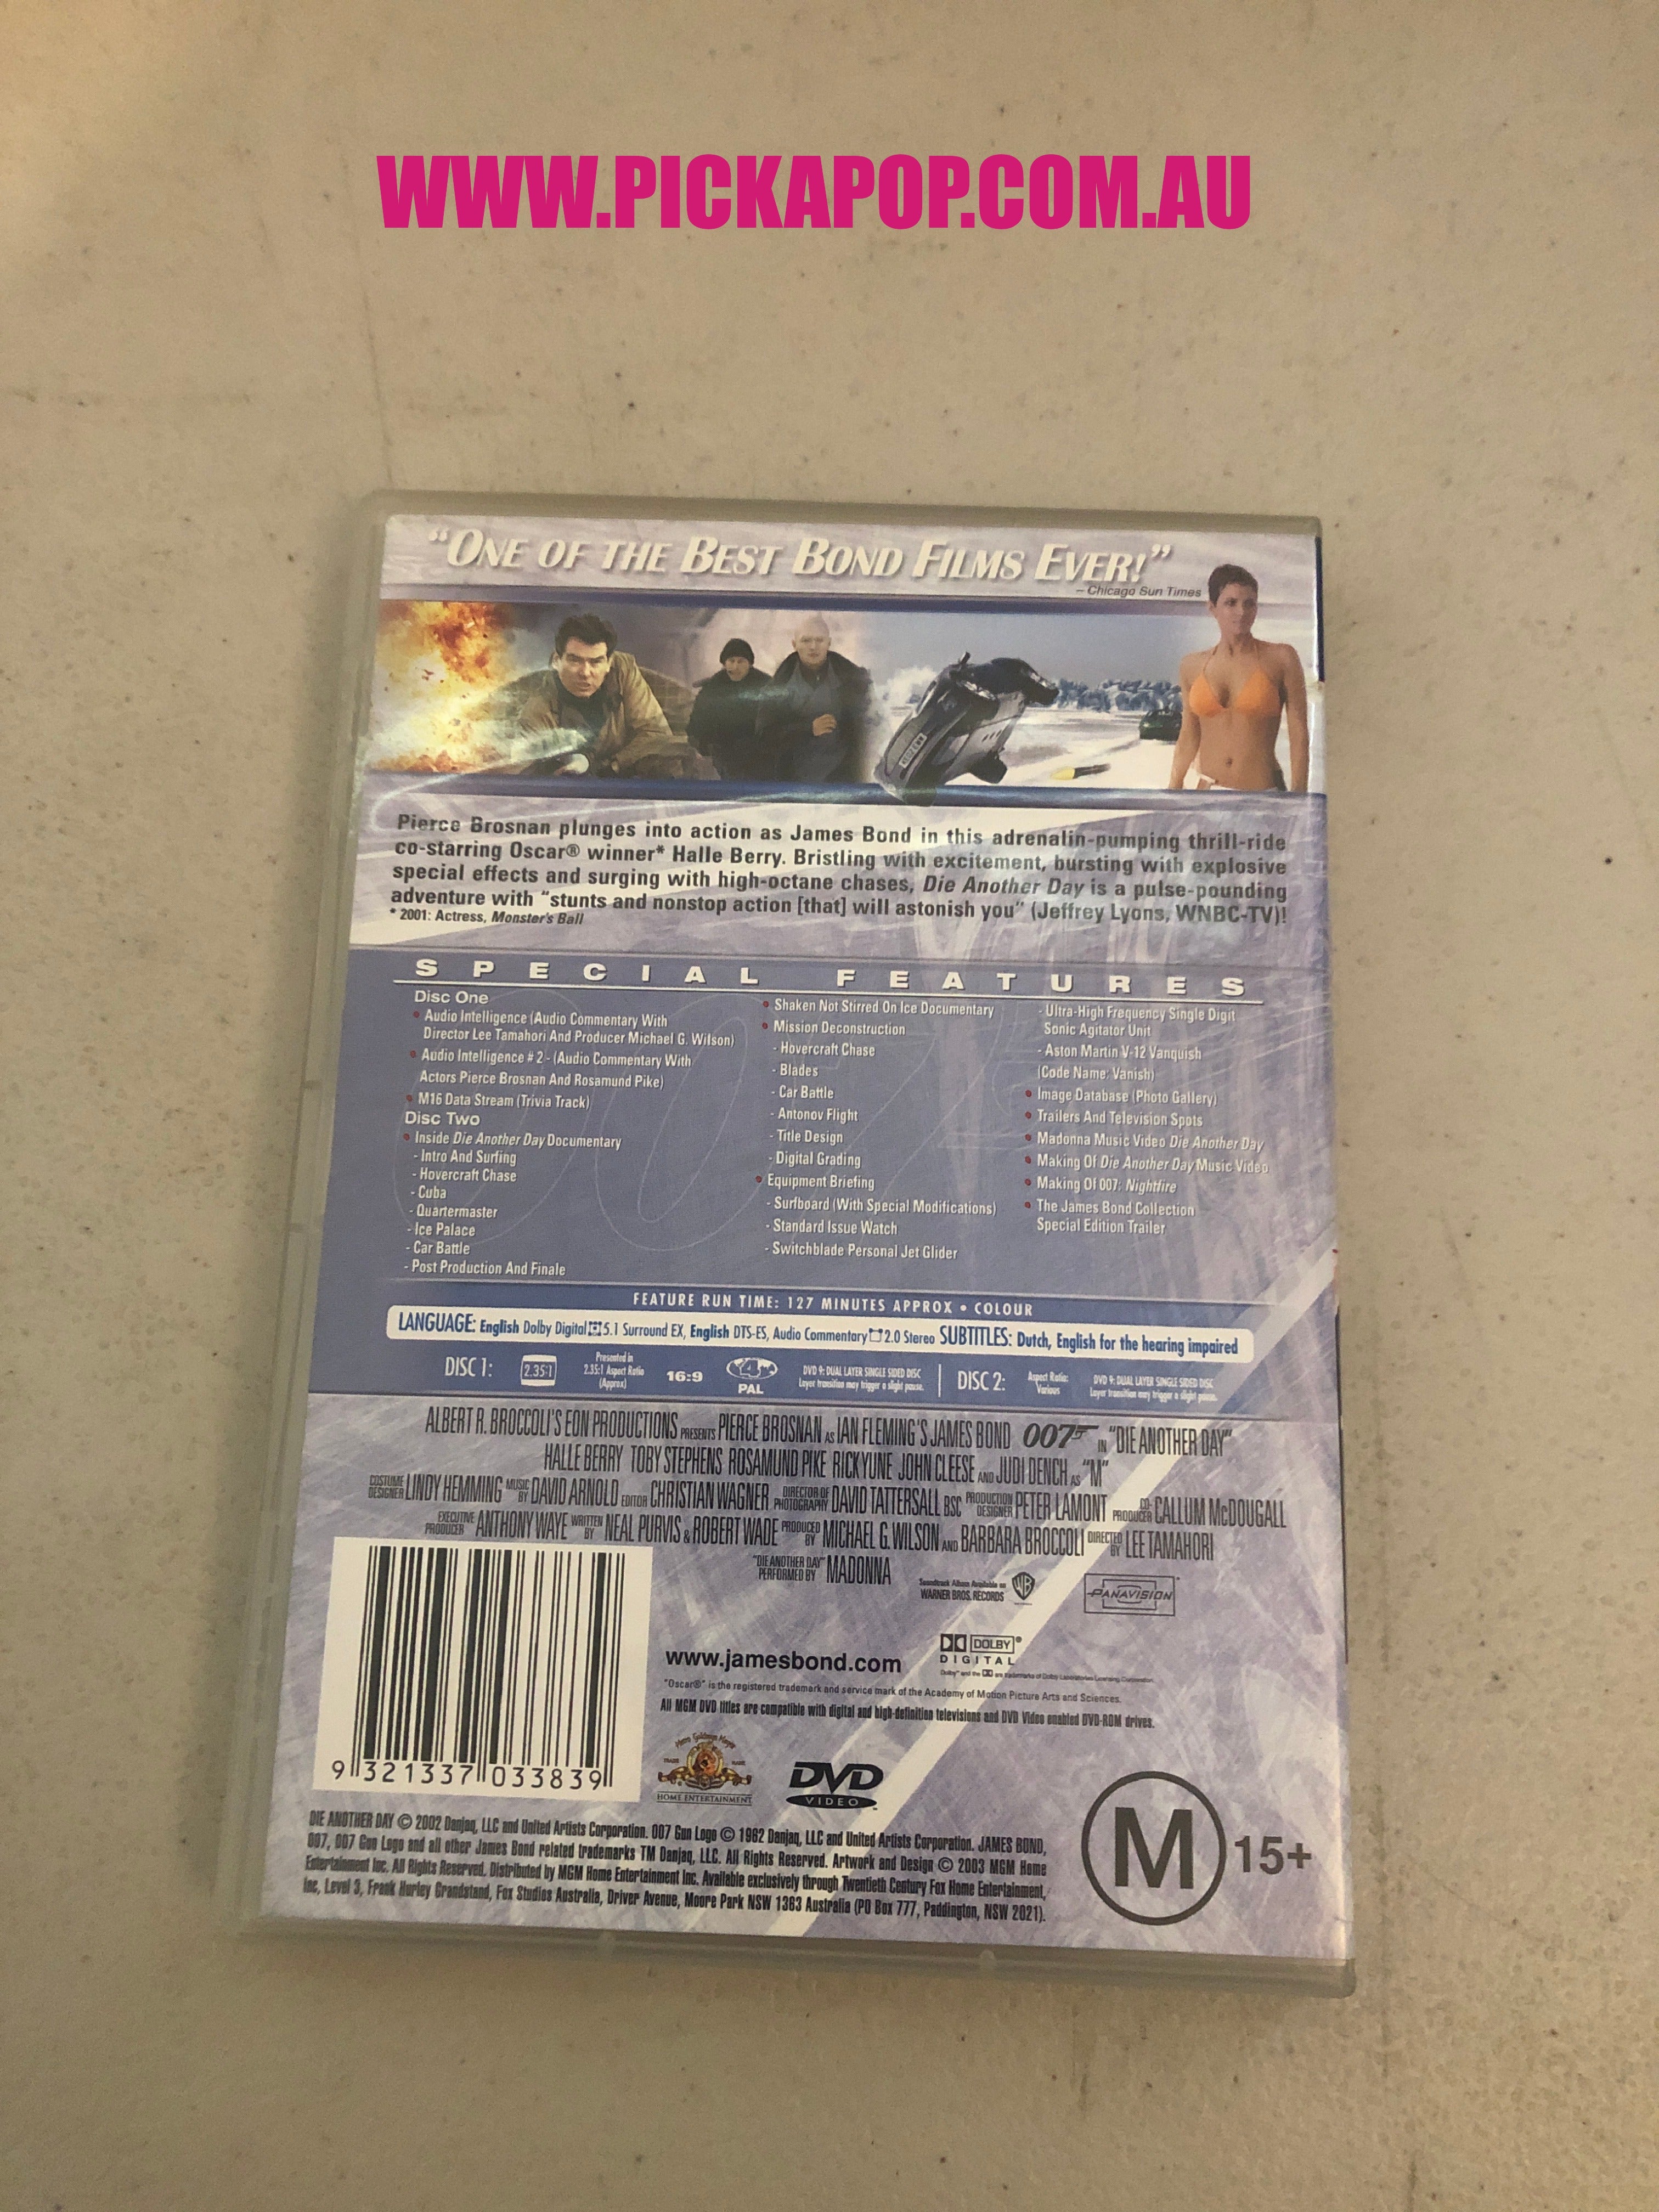 WWW.PICKAPOP.COM.AU
"ONE OF THE BEST BOND FILMS EVER!"
– Chicago Sun Times
Pierce Brosnan plunges into action as James Bond in this adrenalin-pumping thrill-ride
co-starring Oscar® winner* Halle Berry. Bristling with excitement, bursting with explosive
special effects and surging with high-octane chases, Die Another Day is a pulse-pounding
adventure with "stunts and nonstop action [that] will astonish you" (Jeffrey Lyons, WNBC-TV)!
* 2001: Actress, Monster's Ball
SPECIAL FEATURES
Disc One
• Audio Intelligence (Audio Commentary With
Director Lee Tamahori And Producer Michael G. Wilson)
• Audio Intelligence # 2 - (Audio Commentary With
Actors Pierce Brosnan And Rosamund Pike)
• M16 Data Stream (Trivia Track)
Disc Two
• Inside Die Another Day Documentary
- Intro And Surfing
- Hovercraft Chase
- Cuba
- Quartermaster
- Ice Palace
- Car Battle
- Post Production And Finale
• Shaken Not Stirred On Ice Documentary
• Mission Deconstruction
- Hovercraft Chase
- Blades
- Car Battle
- Antonov Flight
- Title Design
- Digital Grading
• Equipment Briefing
- Surfboard (With Special Modifications)
- Standard Issue Watch
- Switchblade Personal Jet Glider
- Ultra-High Frequency Single Digit
Sonic Agitator Unit
- Aston Martin V-12 Vanquish
(Code Name: Vanish)
• Image Database (Photo Gallery)
• Trailers And Television Spots
• Madonna Music Video Die Another Day
• Making Of Die Another Day Music Video
• Making Of 007: Nightfire
• The James Bond Collection
Special Edition Trailer
FEATURE RUN TIME: 127 MINUTES APPROX • COLOUR
LANGUAGE: English Dolby Digital 5.1 Surround EX, English DTS-ES, Audio Commentary 2.0 Stereo SUBTITLES: Dutch, English for the hearing impaired
DISC 1: 2.35:1 Presented in 2.35:1 Aspect Ratio (Approx) 16:9 4 PAL DVD 9: DUAL LAYER SINGLE SIDED DISC Layer transition may trigger a slight pause. DISC 2: Aspect Ratio: Various DVD 9: DUAL LAYER SINGLE SIDED DISC Layer transition may trigger a slight pause.
ALBERT R. BROCCOLI'S EON PRODUCTIONS PRESENTS PIERCE BROSNAN AS IAN FLEMING'S JAMES BOND 007 IN "DIE ANOTHER DAY"
HALLE BERRY TOBY STEPHENS ROSAMUND PIKE RICK YUNE JOHN CLEESE AND JUDI DENCH AS "M"
COSTUME DESIGNER LINDY HEMMING MUSIC BY DAVID ARNOLD EDITOR CHRISTIAN WAGNER DIRECTOR OF PHOTOGRAPHY DAVID TATTERSALL BSC PRODUCTION DESIGNER PETER LAMONT CO-PRODUCER CALLUM McDOUGALL
EXECUTIVE PRODUCER ANTHONY WAYE WRITTEN BY NEAL PURVIS & ROBERT WADE PRODUCED BY MICHAEL G. WILSON AND BARBARA BROCCOLI DIRECTED BY LEE TAMAHORI
"DIE ANOTHER DAY" PERFORMED BY MADONNA
Soundtrack Album Available on
WARNER BROS. RECORDS
WB
PANAVISION
www.jamesbond.com
DOLBY
DIGITAL
Dolby and the are trademarks of Dolby Laboratories Licensing Corporation.
"Oscar®" is the registered trademark and service mark of the Academy of Motion Picture Arts and Sciences.
All MGM DVD titles are compatible with digital and high-definition televisions and DVD Video enabled DVD-ROM drives.
9 321337 033839
Metro Goldwyn Mayer
TRADE MARK
HOME ENTERTAINMENT
DVD
VIDEO
M 15+
DIE ANOTHER DAY © 2002 Danjaq, LLC and United Artists Corporation. 007 Gun Logo © 1962 Danjaq, LLC and United Artists Corporation. JAMES BOND,
007, 007 Gun Logo and all other James Bond related trademarks TM Danjaq, LLC. All Rights Reserved. Artwork and Design © 2003 MGM Home
Entertainment Inc. All Rights Reserved. Distributed by MGM Home Entertainment Inc. Available exclusively through Twentieth Century Fox Home Entertainment,
Inc, Level 3, Frank Hurley Grandstand, Fox Studios Australia, Driver Avenue, Moore Park NSW 1363 Australia (PO Box 777, Paddington, NSW 2021).